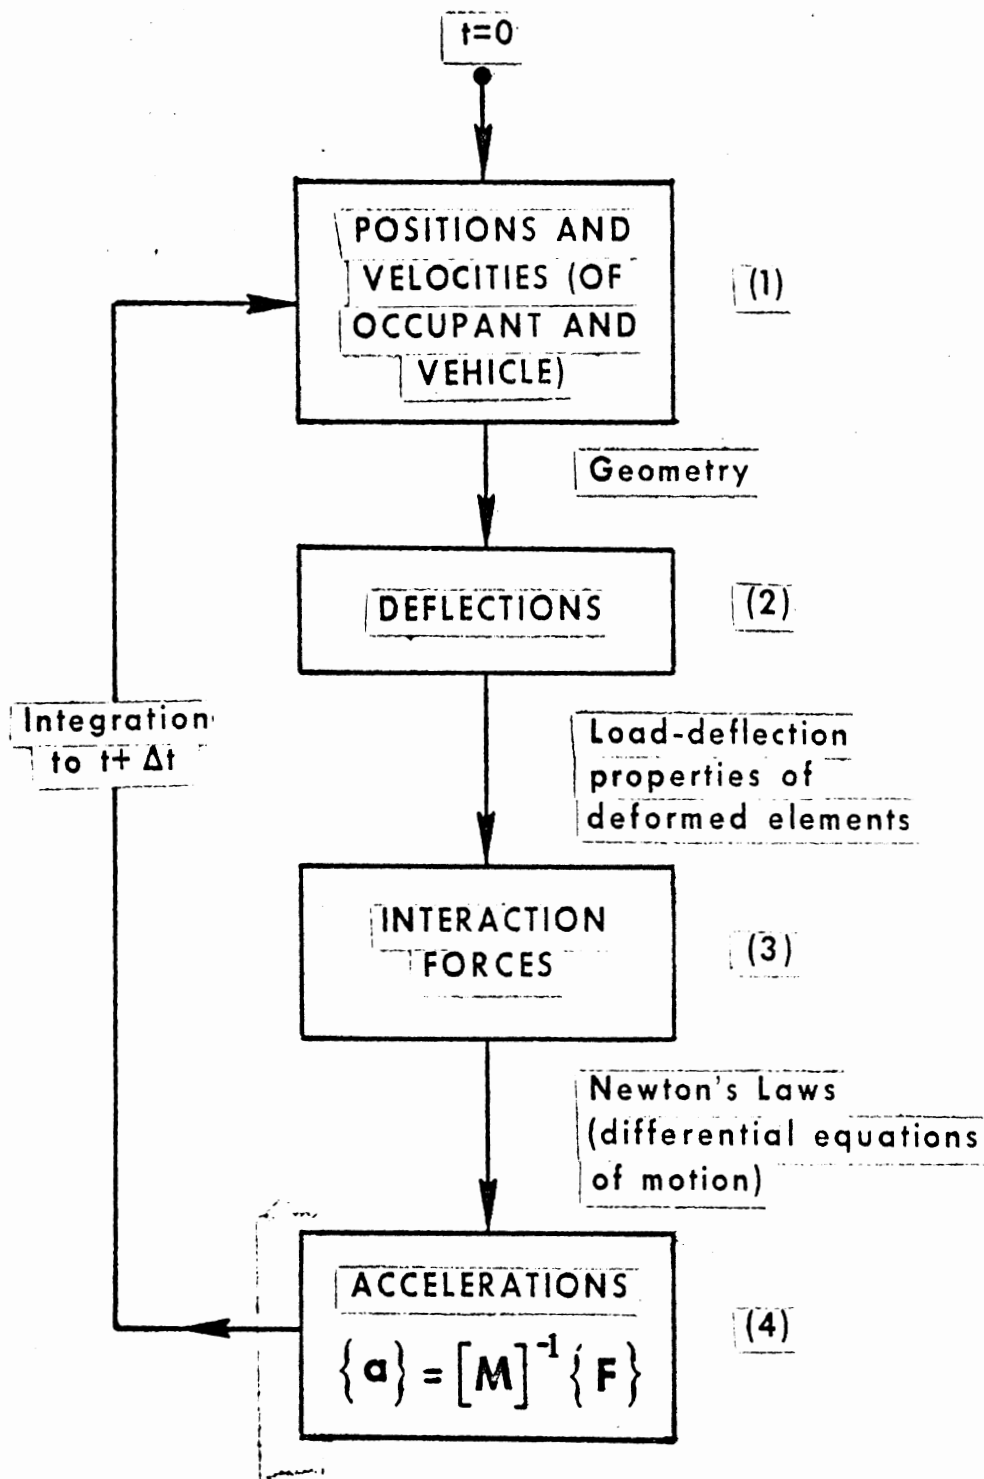 t=0
POSITIONS AND
VELOCITIES (OF
OCCUPANT AND
VEHICLE)
(1)
Geometry
DEFLECTIONS
(2)
Integration
to t+ Δt
Load-deflection
properties of
deformed elements
INTERACTION
FORCES
(3)
Newton's Laws
(differential equations
of motion)
ACCELERATIONS
{a} = [M]⁻¹ {F}
(4)